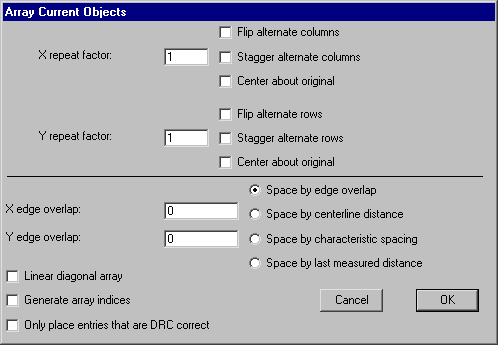 Array Current Objects
Flip alternate columns
X repeat factor: 1 Stagger alternate columns
Center about original
Flip alternate rows
Y repeat factor: 1 Stagger alternate rows
Center about original
Space by edge overlap
X edge overlap: 0 Space by centerline distance
Y edge overlap: 0 Space by characteristic spacing
Space by last measured distance
Linear diagonal array
Generate array indices
Cancel OK
Only place entries that are DRC correct